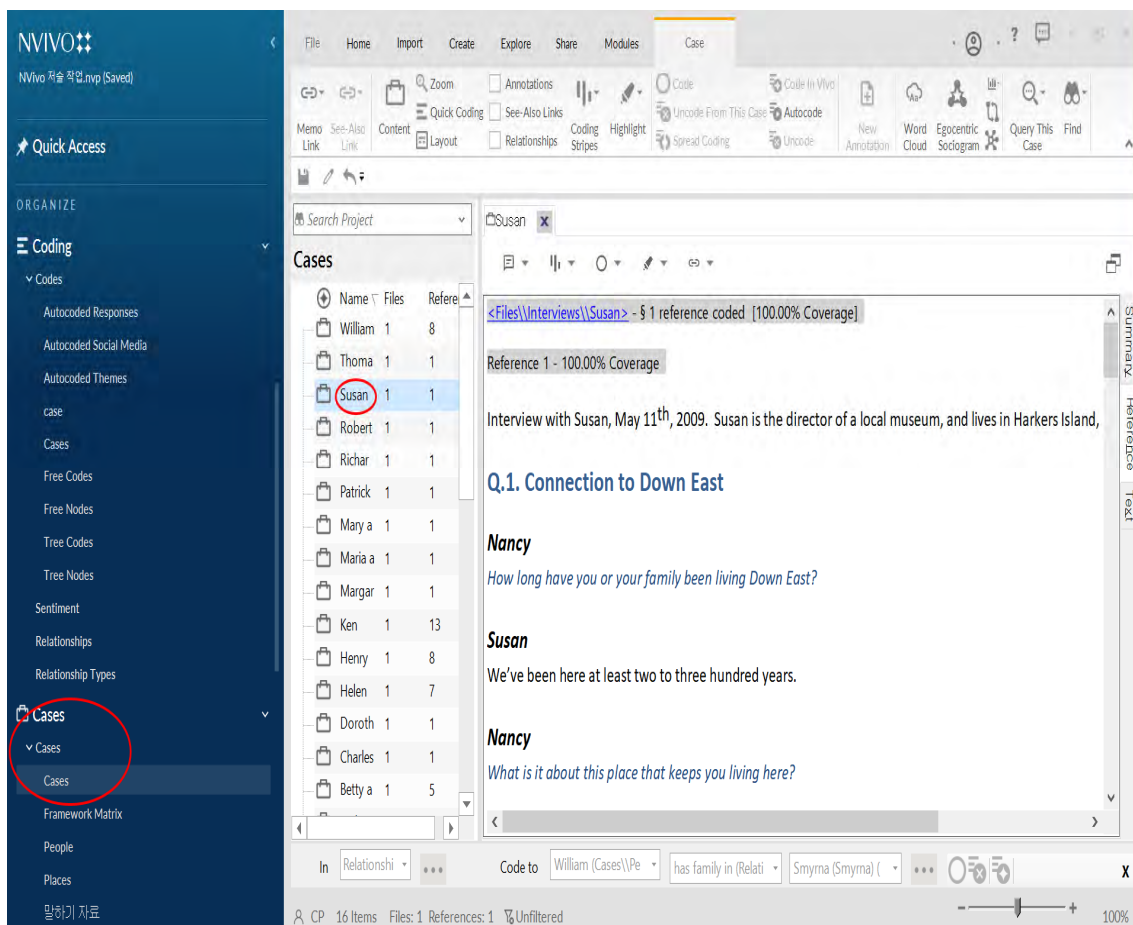 NVIVO
NVivo 저술 작업.nvp (Saved)
Quick Access
ORGANIZE
Coding
Codes
Autocoded Responses
Autocoded Social Media
Autocoded Themes
case
Cases
Free Codes
Free Nodes
Tree Codes
Tree Nodes
Sentiment
Relationships
Relationship Types
Cases
Cases
Cases
Framework Matrix
People
Places
말하기 자료
File Home Import Create Explore Share Modules Case
Memo Link
See-Also Link
Content
Zoom
Quick Coding
Layout
Annotations
See-Also Links
Relationships
Coding Stripes
Highlight
Code
Uncode From This Case
Spread Coding
Code In Vivo
Autocode
Uncode
New Annotation
Word Cloud
Egocentric Sociogram
Query This Case
Find
Search Project
Cases
Name Files Refere
William 1 8
Thoma 1 1
Susan 1 1
Robert 1 1
Richar 1 1
Patrick 1 1
Mary a 1 1
Maria a 1 1
Margar 1 1
Ken 1 13
Henry 1 8
Helen 1 7
Doroth 1 1
Charles 1 1
Betty a 1 5
Susan x
<Files\\Interviews\\Susan> - § 1 reference coded [100.00% Coverage]
Reference 1 - 100.00% Coverage
Interview with Susan, May 11th, 2009. Susan is the director of a local museum, and lives in Harkers Island,
Q.1. Connection to Down East
Nancy
How long have you or your family been living Down East?
Susan
We've been here at least two to three hundred years.
Nancy
What is it about this place that keeps you living here?
Summary
Reference
Text
In Relationshi ••• Code to William (Cases\\Pe has family in (Relati Smyrna (Smyrna) ( ••• x
CP 16 Items Files: 1 References: 1 Unfiltered 100%